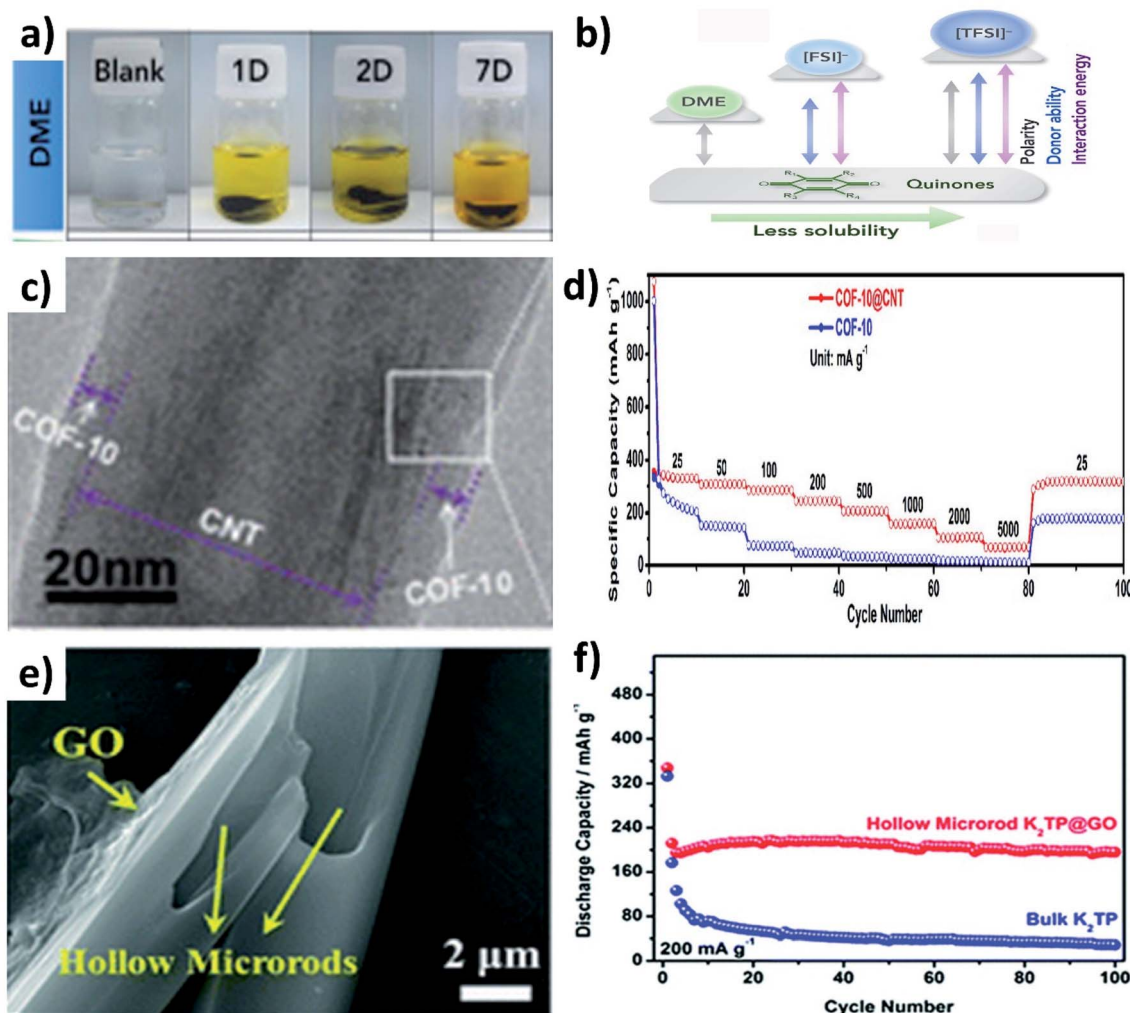 a)
DME
Blank
1D
2D
7D
b)
[TFSI]⁻
[FSI]⁻
DME
Polarity
Donor ability
Interaction energy
R₁ R₂
O O
R₃ R₄
Quinones
Less solubility
c)
COF-10
CNT
COF-10
20nm
d)
Specific Capacity (mAh g⁻¹)
COF-10@CNT
COF-10
Unit: mA g⁻¹
1000
800
600
400
200
0
25
50
100
200
500
1000
2000
5000
25
0 20 40 60 80 100
Cycle Number
e)
GO
Hollow Microrods
2 μm
f)
Discharge Capacity / mAh g⁻¹
480
400
320
240
160
80
0
Hollow Microrod K₂TP@GO
Bulk K₂TP
200 mA g⁻¹
0 20 40 60 80 100
Cycle Number